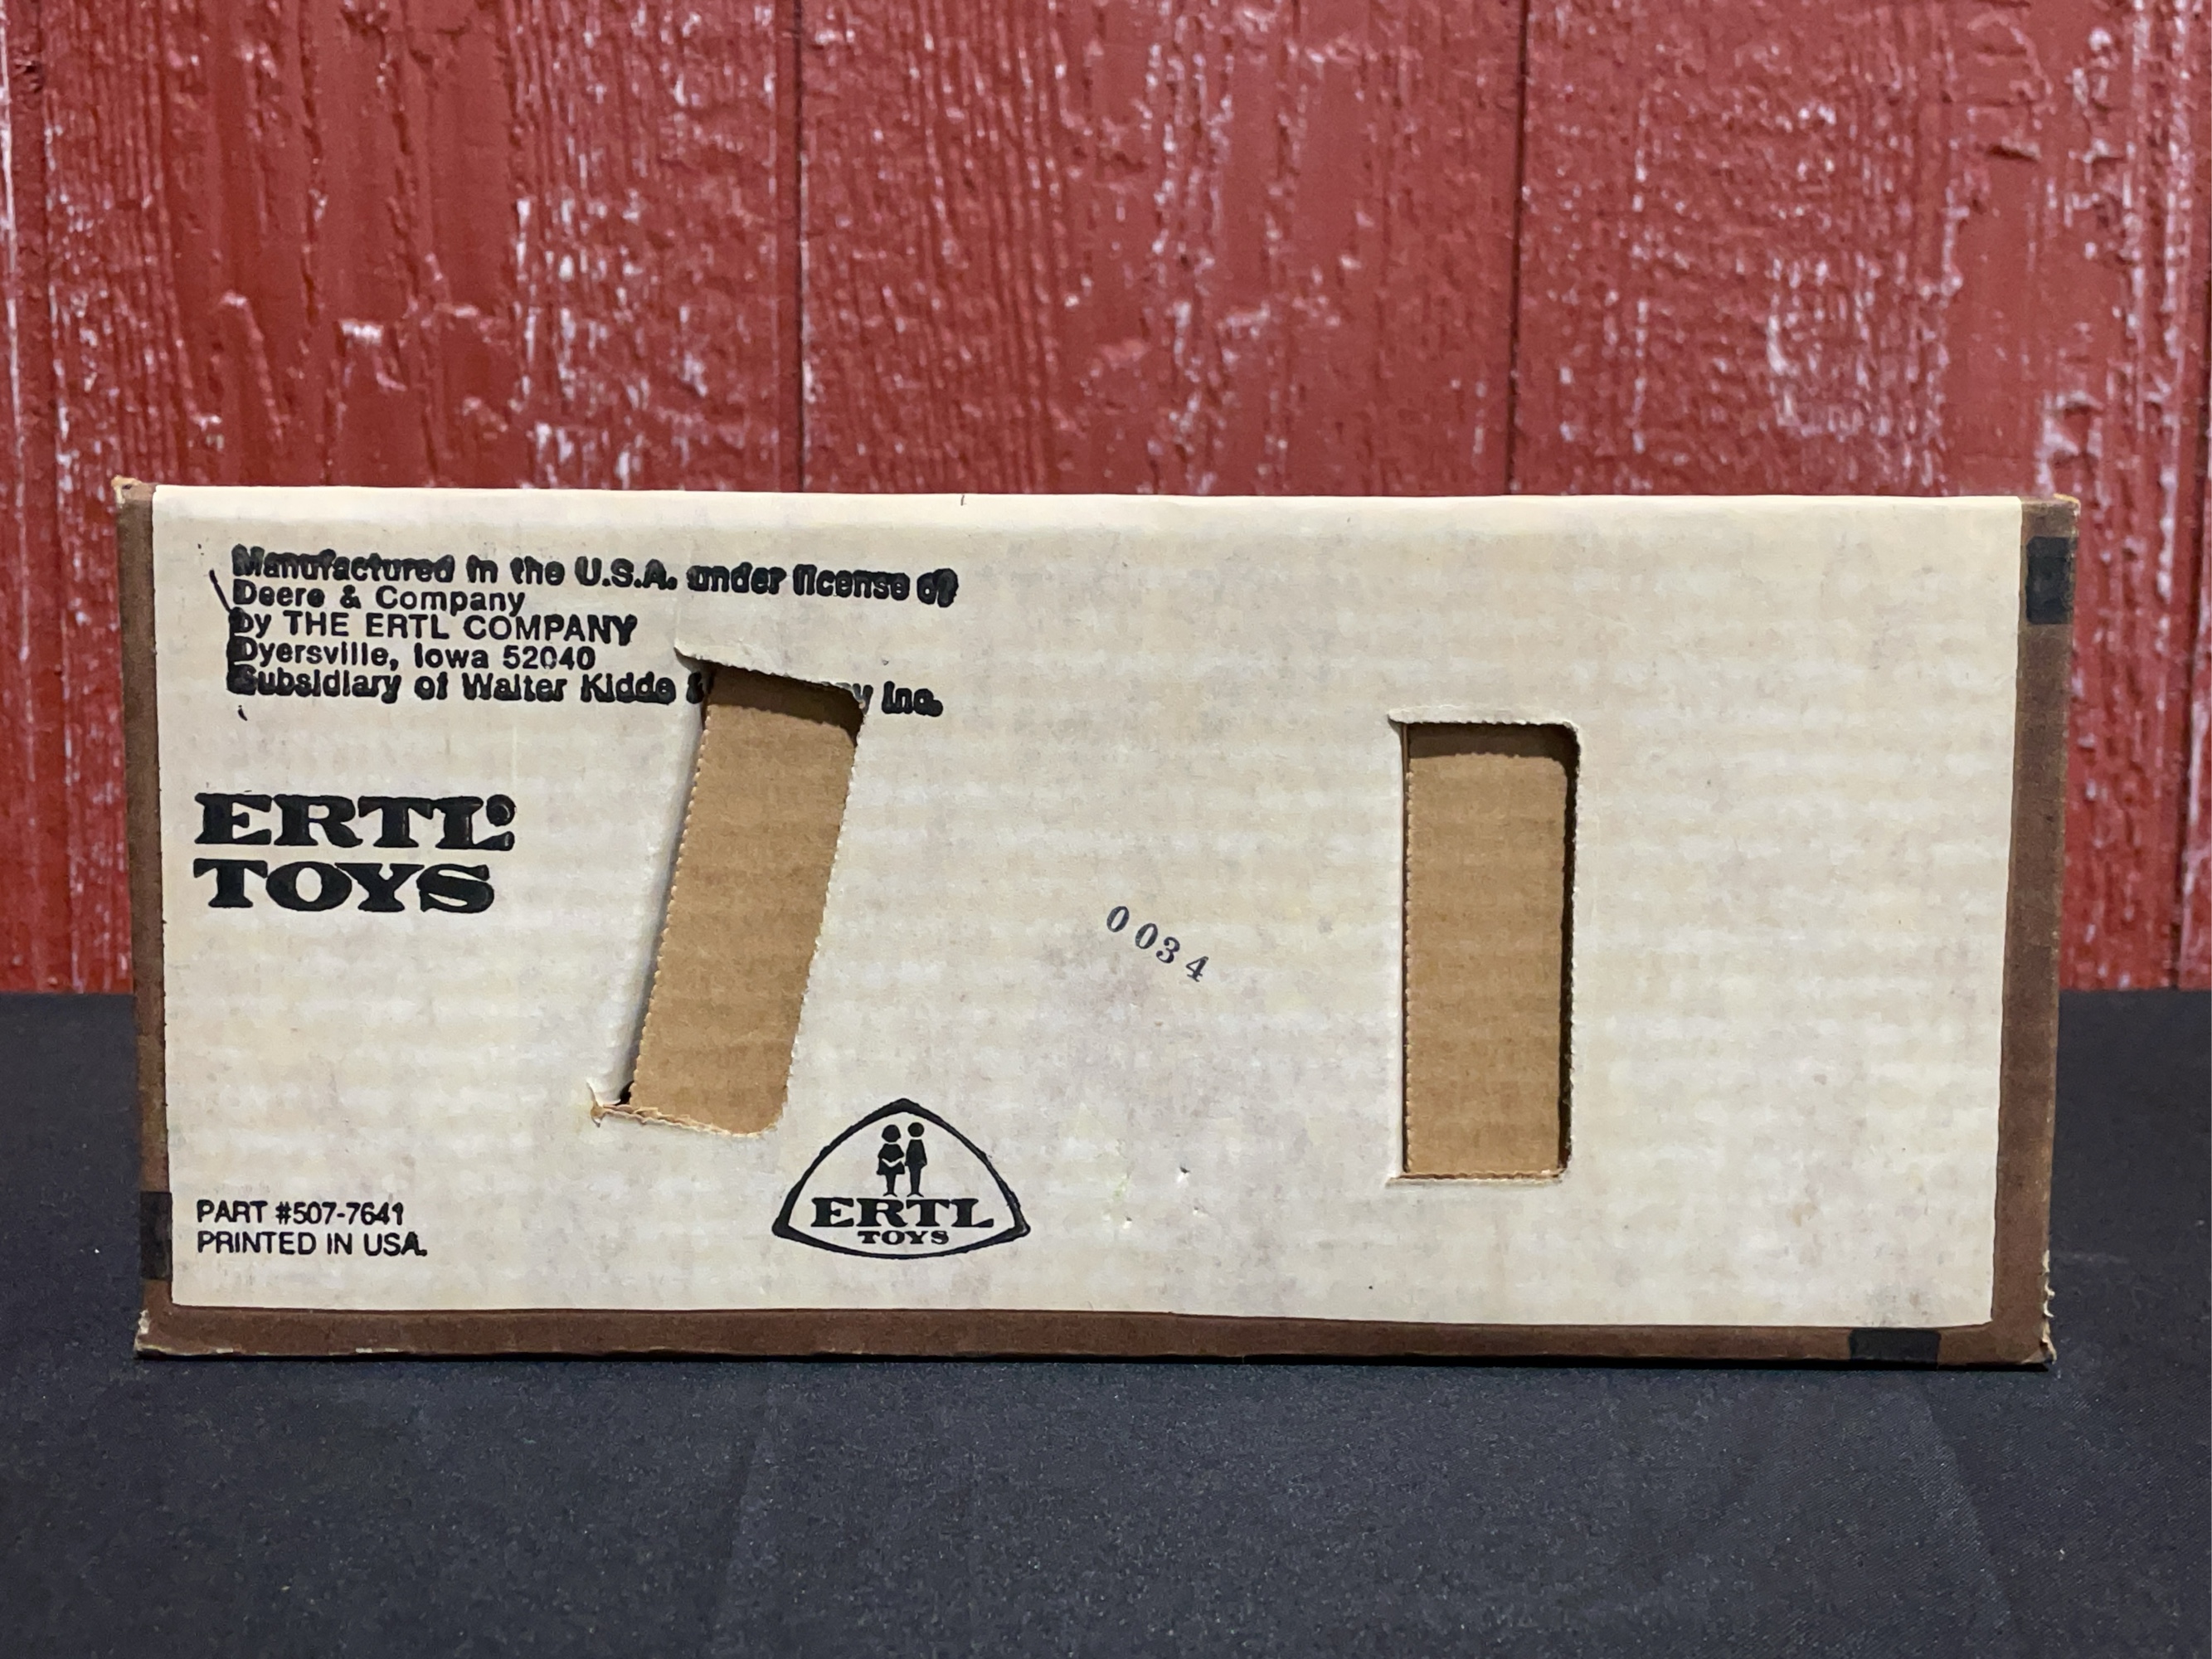 Manufactured in the U.S.A. under license of
Deere & Company
by THE ERTL COMPANY
Dyersville, Iowa 52040
Subsidiary of Walter Kidde Inc.
ERTL
TOYS
0034
ERTL
TOYS
PART #507-7641
PRINTED IN USA.